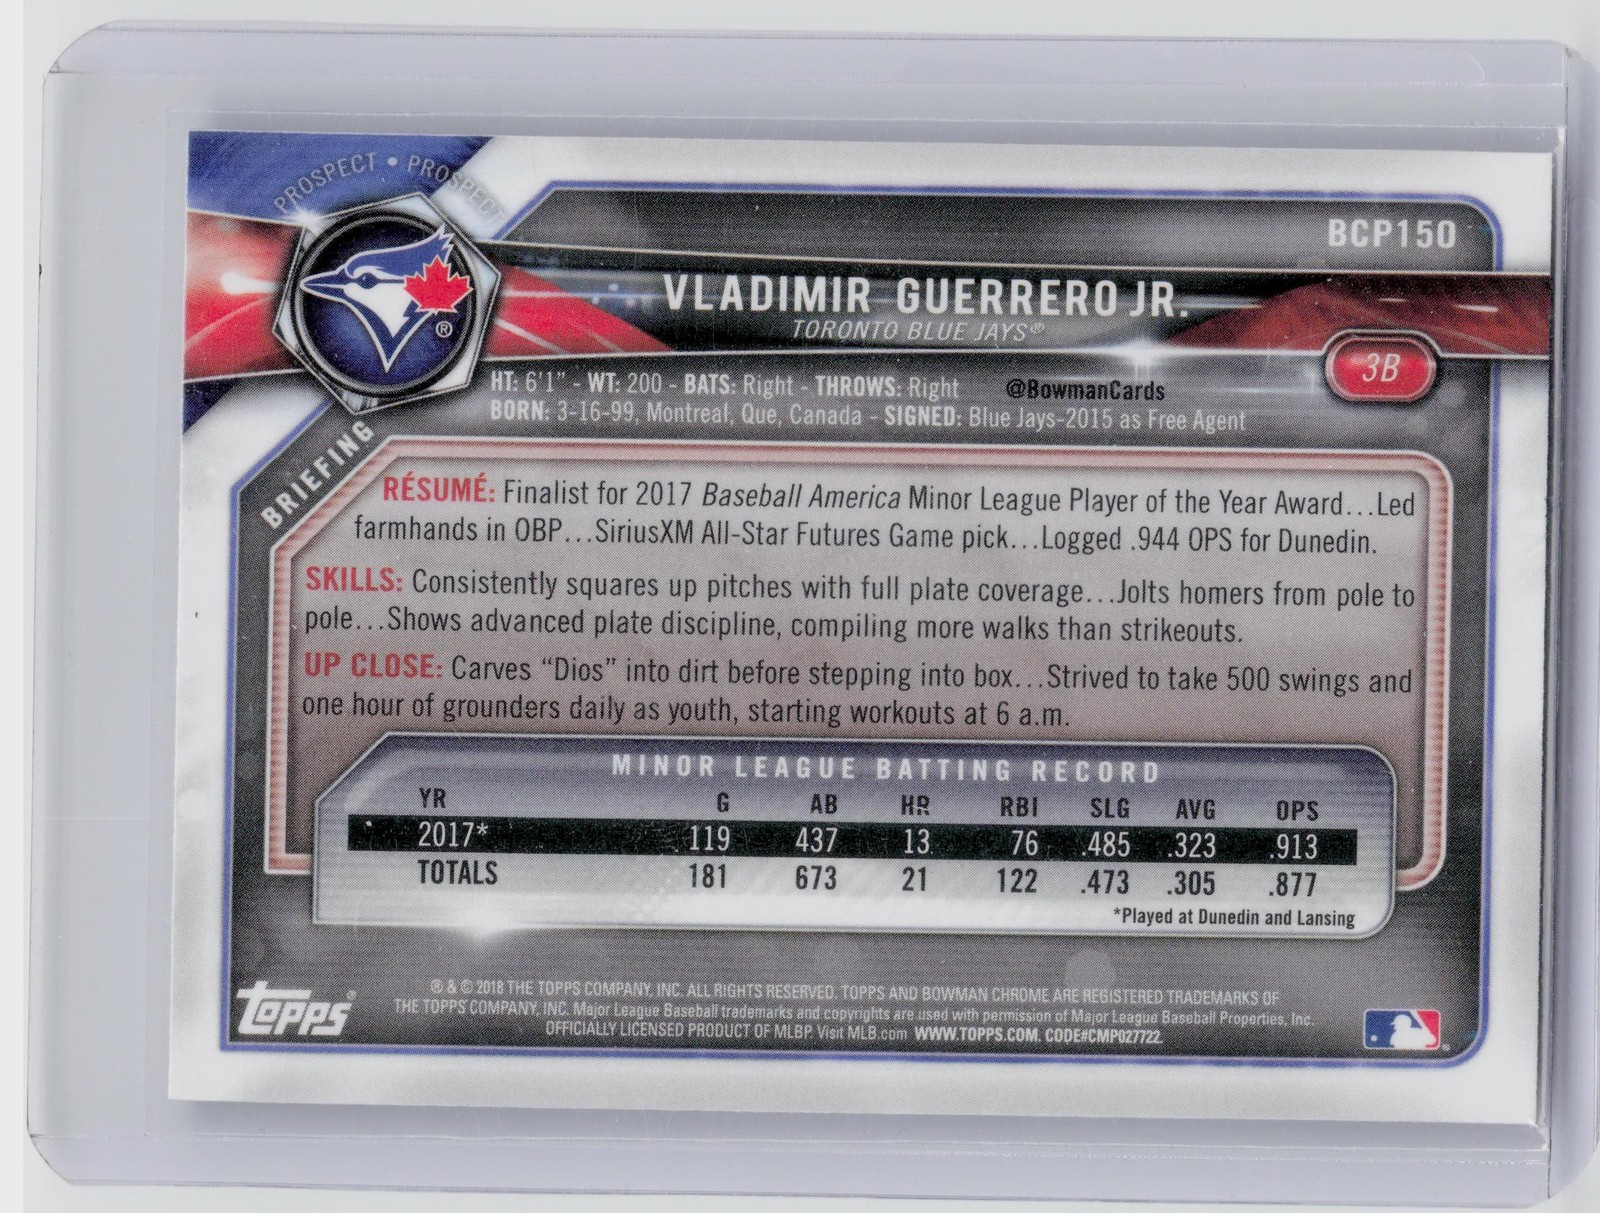 PROSPECT • PROSPECT
BCP150
VLADIMIR GUERRERO JR.
TORONTO BLUE JAYS®
®
3B
HT: 6'1" - WT: 200 - BATS: Right - THROWS: Right @BowmanCards
BORN: 3-16-99, Montreal, Que, Canada - SIGNED: Blue Jays-2015 as Free Agent
BRIEFING
RÉSUMÉ: Finalist for 2017 Baseball America Minor League Player of the Year Award...Led
farmhands in OBP...SiriusXM All-Star Futures Game pick...Logged .944 OPS for Dunedin.
SKILLS: Consistently squares up pitches with full plate coverage...Jolts homers from pole to
pole...Shows advanced plate discipline, compiling more walks than strikeouts.
UP CLOSE: Carves “Dios” into dirt before stepping into box...Strived to take 500 swings and
one hour of grounders daily as youth, starting workouts at 6 a.m.
MINOR LEAGUE BATTING RECORD
YR G AB HR RBI SLG AVG OPS
2017* 119 437 13 76 .485 .323 .913
TOTALS 181 673 21 122 .473 .305 .877
*Played at Dunedin and Lansing
® & © 2018 THE TOPPS COMPANY, INC. ALL RIGHTS RESERVED. TOPPS AND BOWMAN CHROME ARE REGISTERED TRADEMARKS OF
THE TOPPS COMPANY, INC. Major League Baseball trademarks and copyrights are used with permission of Major League Baseball Properties, Inc.
OFFICIALLY LICENSED PRODUCT OF MLBP. Visit MLB.com WWW.TOPPS.COM. CODE#CMP027722.
Topps®